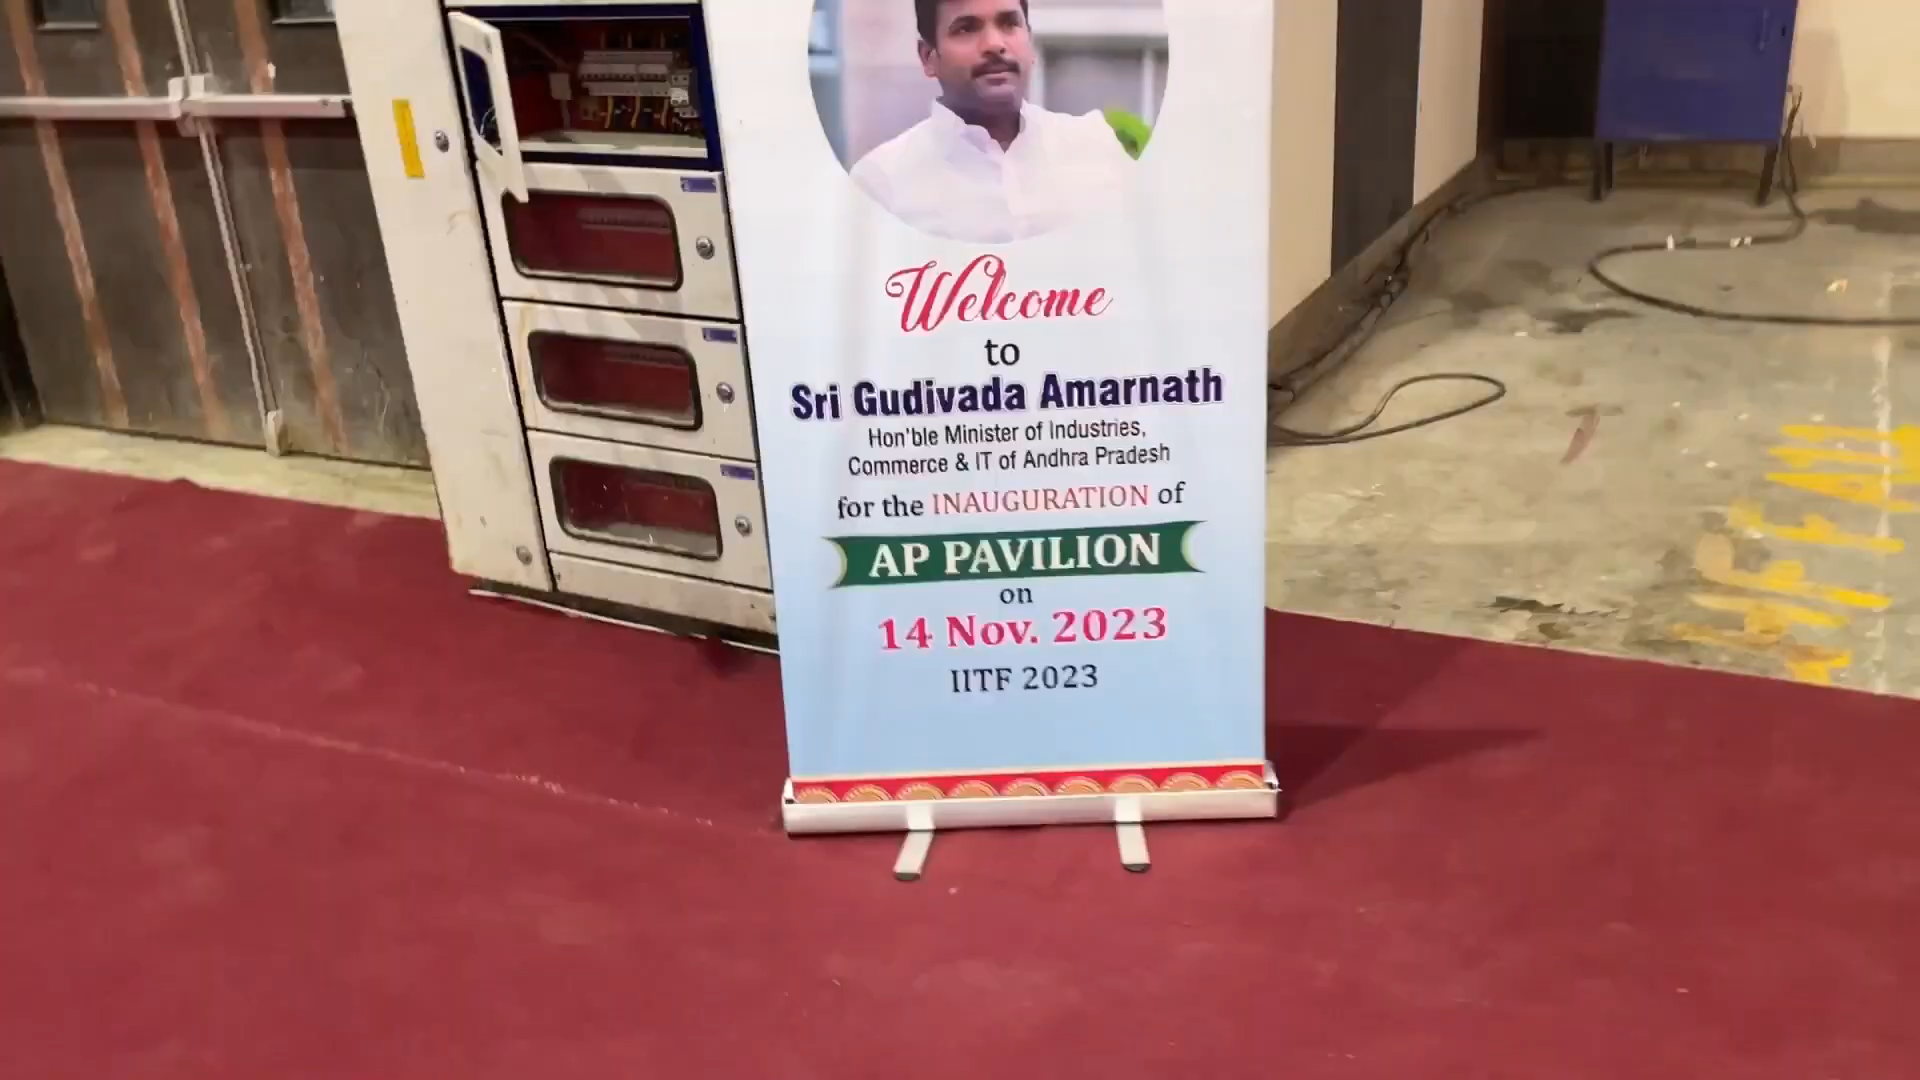 Welcome
to
Sri Gudivada Amarnath
Hon'ble Minister of Industries,
Commerce & IT of Andhra Pradesh
for the INAUGURATION of
AP PAVILION
on
14 Nov. 2023
IITF 2023